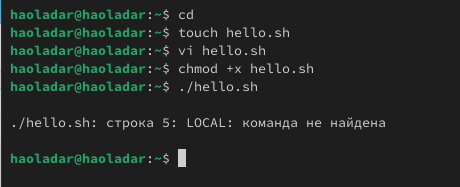 haoladar@haoladar:~$ cd
haoladar@haoladar:~$ touch hello.sh
haoladar@haoladar:~$ vi hello.sh
haoladar@haoladar:~$ chmod +x hello.sh
haoladar@haoladar:~$ ./hello.sh
./hello.sh: строка 5: LOCAL: команда не найдена
haoladar@haoladar:~$